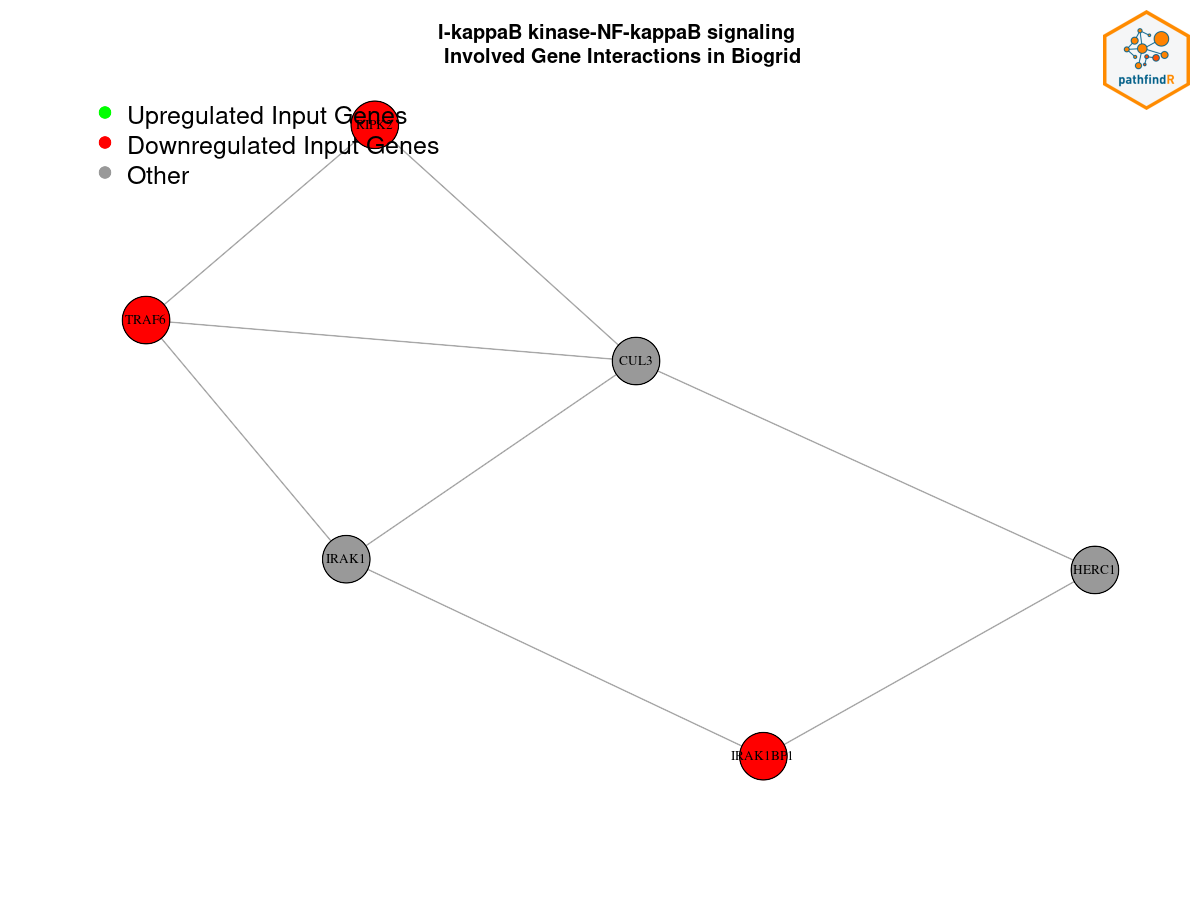 I-kappaB kinase-NF-kappaB signaling
Involved Gene Interactions in Biogrid
pathfindR
Upregulated Input Genes
RIPK2
Downregulated Input Genes
Other
TRAF6
CUL3
IRAK1
HERC1
IRAK1BP1